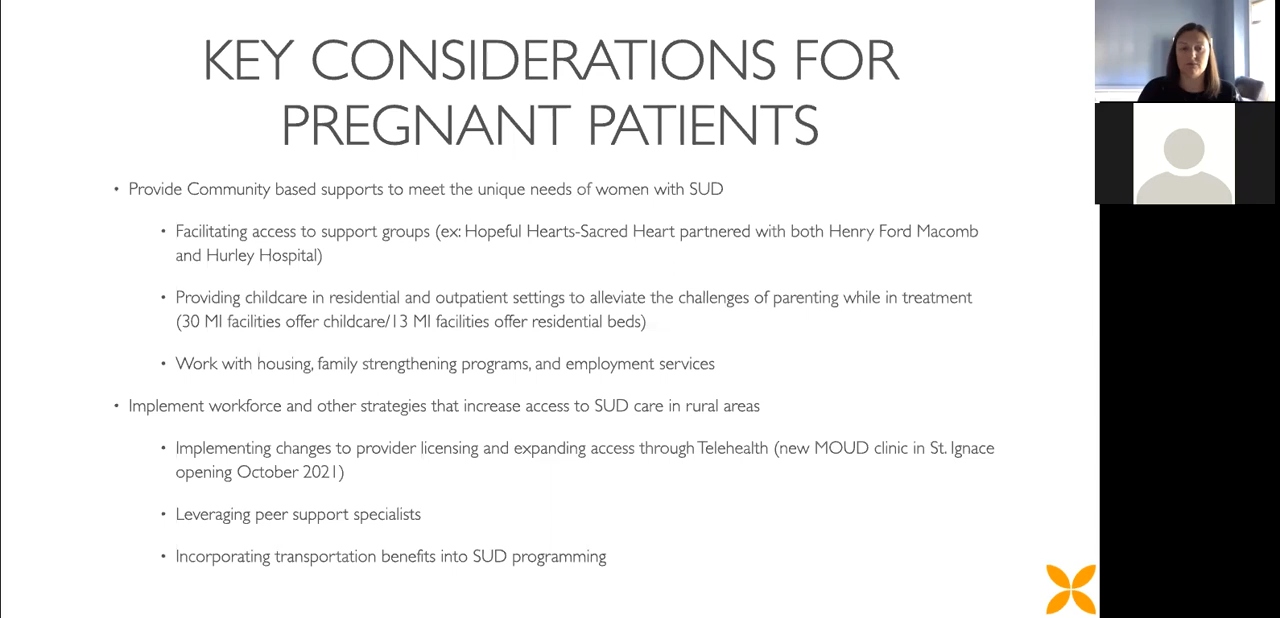 KEY CONSIDERATIONS FOR
PREGNANT PATIENTS
• Provide Community based supports to meet the unique needs of women with SUD
• Facilitating access to support groups (ex: Hopeful Hearts-Sacred Heart partnered with both Henry Ford Macomb
and Hurley Hospital)
• Providing childcare in residential and outpatient settings to alleviate the challenges of parenting while in treatment
(30 MI facilities offer childcare/13 MI facilities offer residential beds)
• Work with housing, family strengthening programs, and employment services
• Implement workforce and other strategies that increase access to SUD care in rural areas
• Implementing changes to provider licensing and expanding access through Telehealth (new MOUD clinic in St. Ignace
opening October 2021)
• Leveraging peer support specialists
• Incorporating transportation benefits into SUD programming